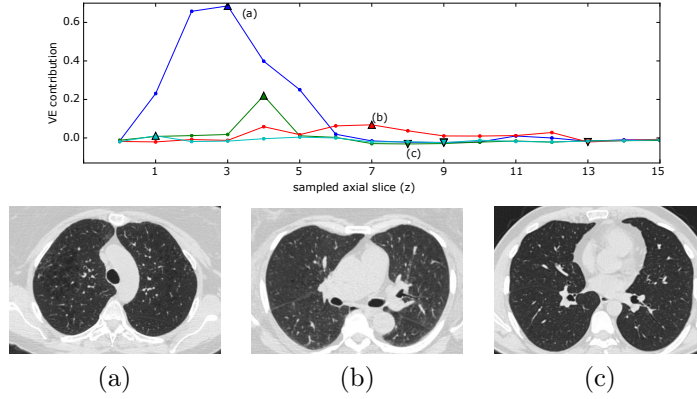 0.6
0.4
0.2
0.0
VE contribution
(a)
(b)
(c)
1 3 5 7 9 11 13 15
sampled axial slice (z)
(a) (b) (c)